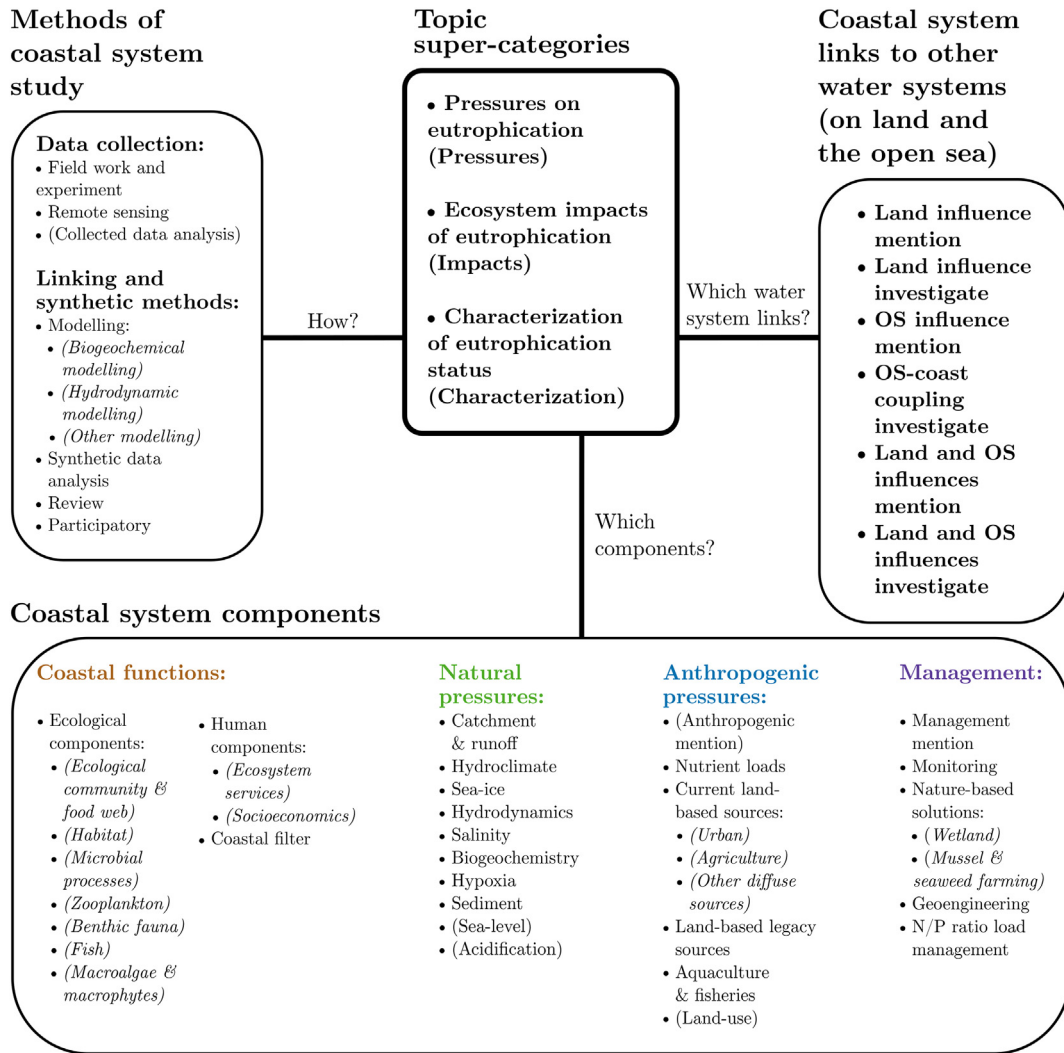 Methods of
coastal system
study
Data collection:
• Field work and
experiment
• Remote sensing
• (Collected data analysis)
Linking and
synthetic methods:
• Modelling:
• (Biogeochemical
modelling)
• (Hydrodynamic
modelling)
• (Other modelling)
• Synthetic data
analysis
• Review
• Participatory
How?
Topic
super-categories
• Pressures on
eutrophication
(Pressures)
• Ecosystem impacts
of eutrophication
(Impacts)
• Characterization
of eutrophication
status
(Characterization)
Which water
system links?
Coastal system
links to other
water systems
(on land and
the open sea)
• Land influence
mention
• Land influence
investigate
• OS influence
mention
• OS-coast
coupling
investigate
• Land and OS
influences
mention
• Land and OS
influences
investigate
Which
components?
Coastal system components
Coastal functions:
• Ecological
components:
• (Ecological
community &
food web)
• (Habitat)
• (Microbial
processes)
• (Zooplankton)
• (Benthic fauna)
• (Fish)
• (Macroalgae &
macrophytes)
• Human
components:
• (Ecosystem
services)
• (Socioeconomics)
• Coastal filter
Natural
pressures:
• Catchment
& runoff
• Hydroclimate
• Sea-ice
• Hydrodynamics
• Salinity
• Biogeochemistry
• Hypoxia
• Sediment
• (Sea-level)
• (Acidification)
Anthropogenic
pressures:
• (Anthropogenic
mention)
• Nutrient loads
• Current land-
based sources:
• (Urban)
• (Agriculture)
• (Other diffuse
sources)
• Land-based legacy
sources
• Aquaculture
& fisheries
• (Land-use)
Management:
• Management
mention
• Monitoring
• Nature-based
solutions:
• (Wetland)
• (Mussel &
seaweed farming)
• Geoengineering
• N/P ratio load
management